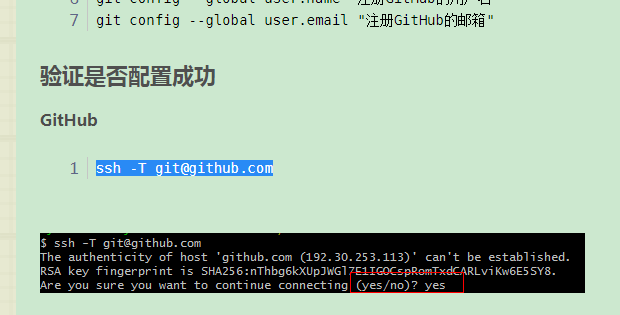 6 git config --global user.name "注册GitHub的用户名"
7 git config --global user.email "注册GitHub的邮箱"
验证是否配置成功
GitHub
1 ssh -T git@github.com
$ ssh -T git@github.com
The authenticity of host 'github.com (192.30.253.113)' can't be established.
RSA key fingerprint is SHA256:nThbg6kXUpJWGl7E1IGOCspRomTxdCARLviKw6E5SY8.
Are you sure you want to continue connecting (yes/no)? yes